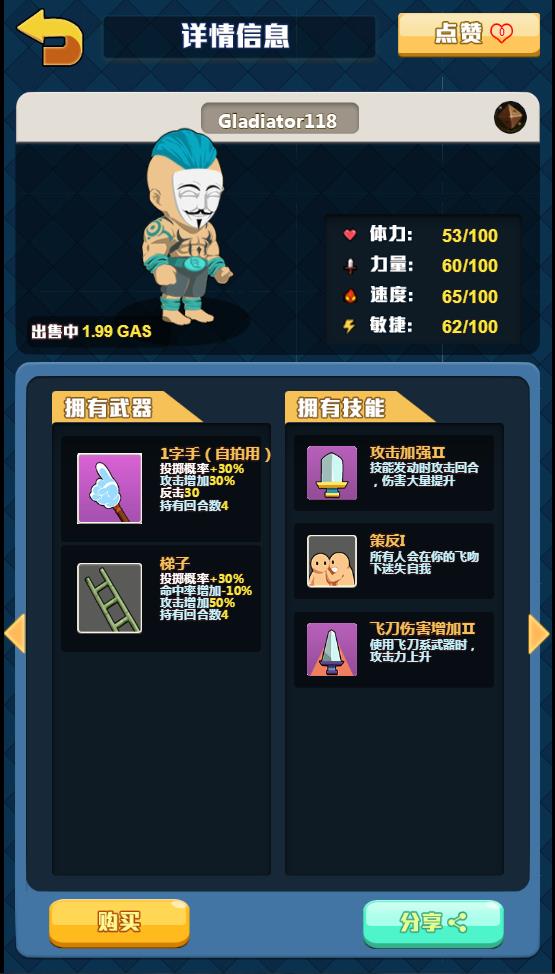 详情信息
点赞
Gladiator118
体力: 53/100
力量: 60/100
速度: 65/100
敏捷: 62/100
出售中 1.99 GAS
拥有武器
1字手（自拍用）
投掷概率+30%
攻击增加30%
反击30
持有回合数4
梯子
投掷概率+30%
命中率增加-10%
攻击增加50%
持有回合数4
拥有技能
攻击加强II
技能发动时攻击回合
，伤害大量提升
策反I
所有人会在你的飞吻
下迷失自我
飞刀伤害增加II
使用飞刀系武器时，
攻击力上升
购买
分享